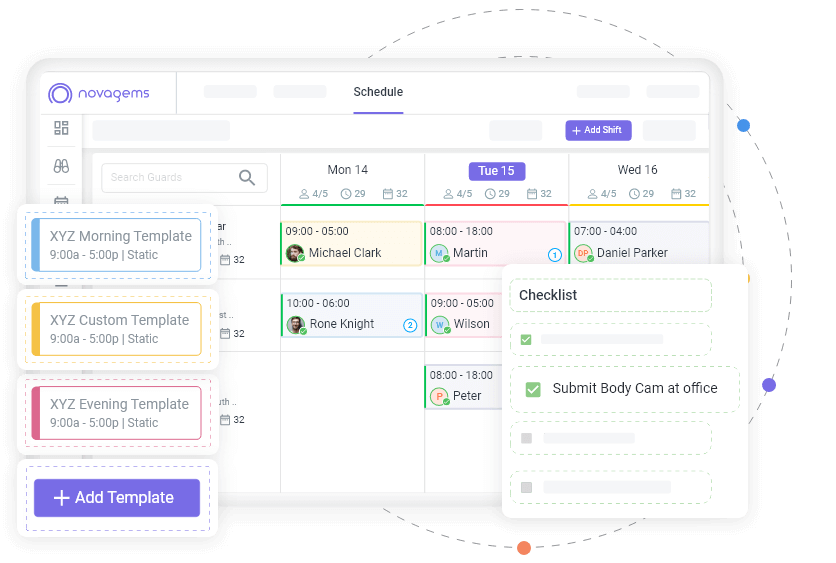 novagems
Schedule
+ Add Shift
Search Guards
Mon 14
Tue 15
Wed 16
4/5 29 32
4/5 29 32
4/5 29 32
ar
th ..
32
09:00 - 05:00
Michael Clark
08:00 - 18:00
M Martin 1
07:00 - 04:00
DP Daniel Parker
XYZ Morning Template
9:00a - 5:00p | Static
st ..
32
10:00 - 06:00
Rone Knight 2
09:00 - 05:00
W Wilson
XYZ Custom Template
9:00a - 5:00p | Static
uth ..
32
08:00 - 18:00
P Peter
XYZ Evening Template
9:00a - 5:00p | Static
+ Add Template
Checklist
Submit Body Cam at office